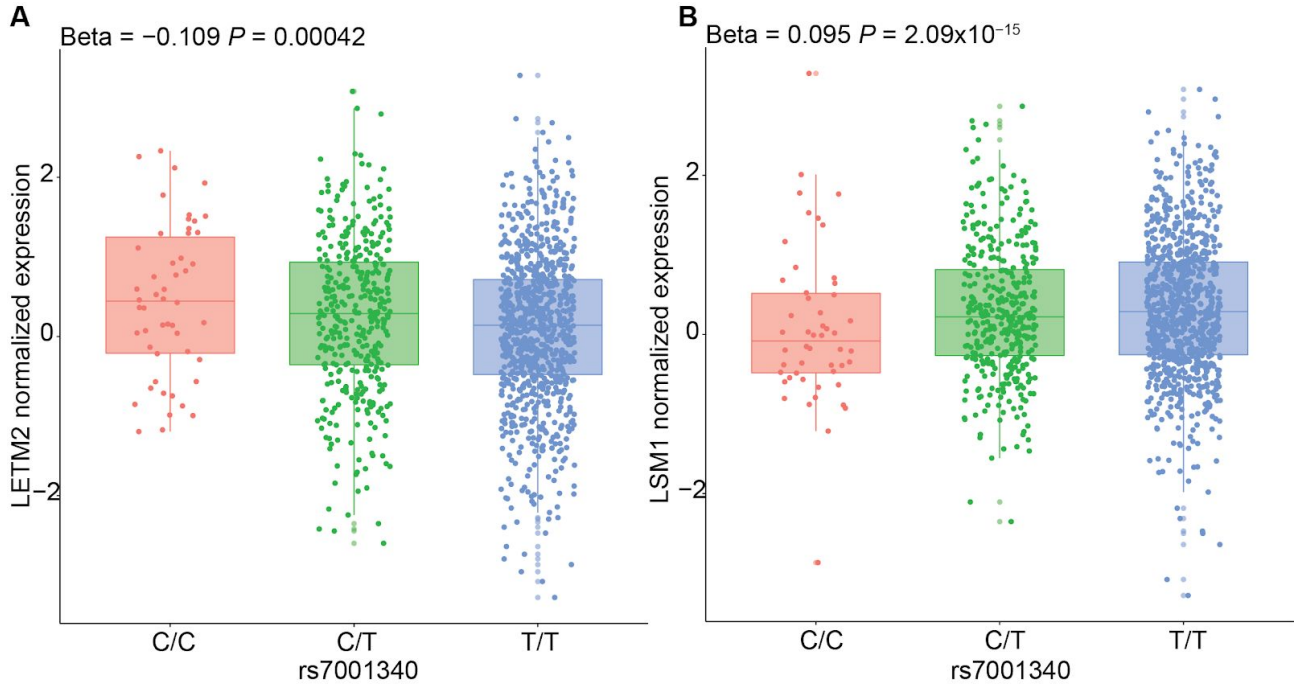 A
Beta = −0.109 P = 0.00042
LETM2 normalized expression
2
0
−2
C/C
C/T
T/T
rs7001340
B
Beta = 0.095 P = 2.09x10⁻¹⁵
LSM1 normalized expression
2
0
−2
C/C
C/T
T/T
rs7001340